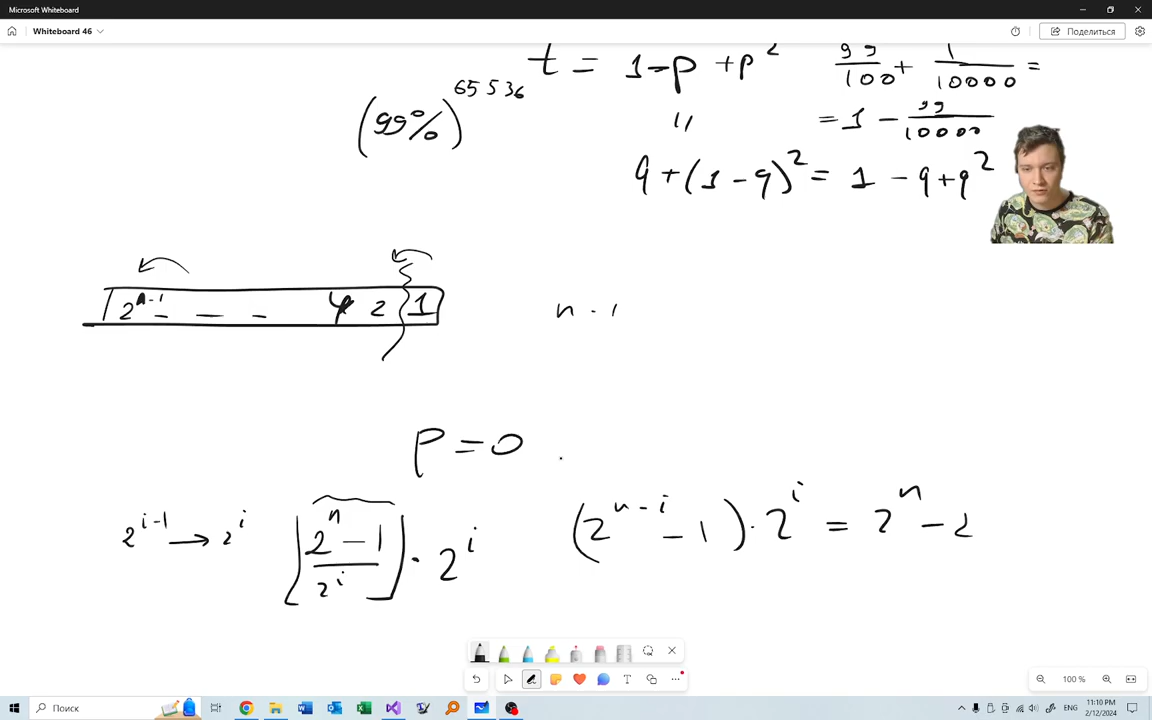 Microsoft Whiteboard
Whiteboard 46
Поделиться
t = 1 - p + p^2
99/100 + 1/10000 =
(99%)^65536
= 1 - 99/10000
"
q + (1 - q)^2 = 1 - q + q^2
2^n-1 - - - 4 2 1
n - 1
P = 0
2^i-1 → 2^i
⌊(2^n - 1)/2^i⌋ · 2^i
(2^n-i - 1) · 2^i = 2^n - 2
100 %
Поиск
ENG
11:10 PM
2/12/2024